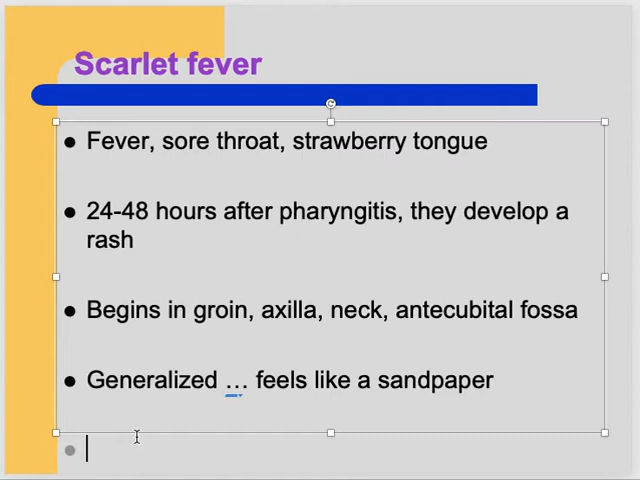 Scarlet fever
● Fever, sore throat, strawberry tongue
● 24-48 hours after pharyngitis, they develop a
rash
● Begins in groin, axilla, neck, antecubital fossa
● Generalized … feels like a sandpaper
●